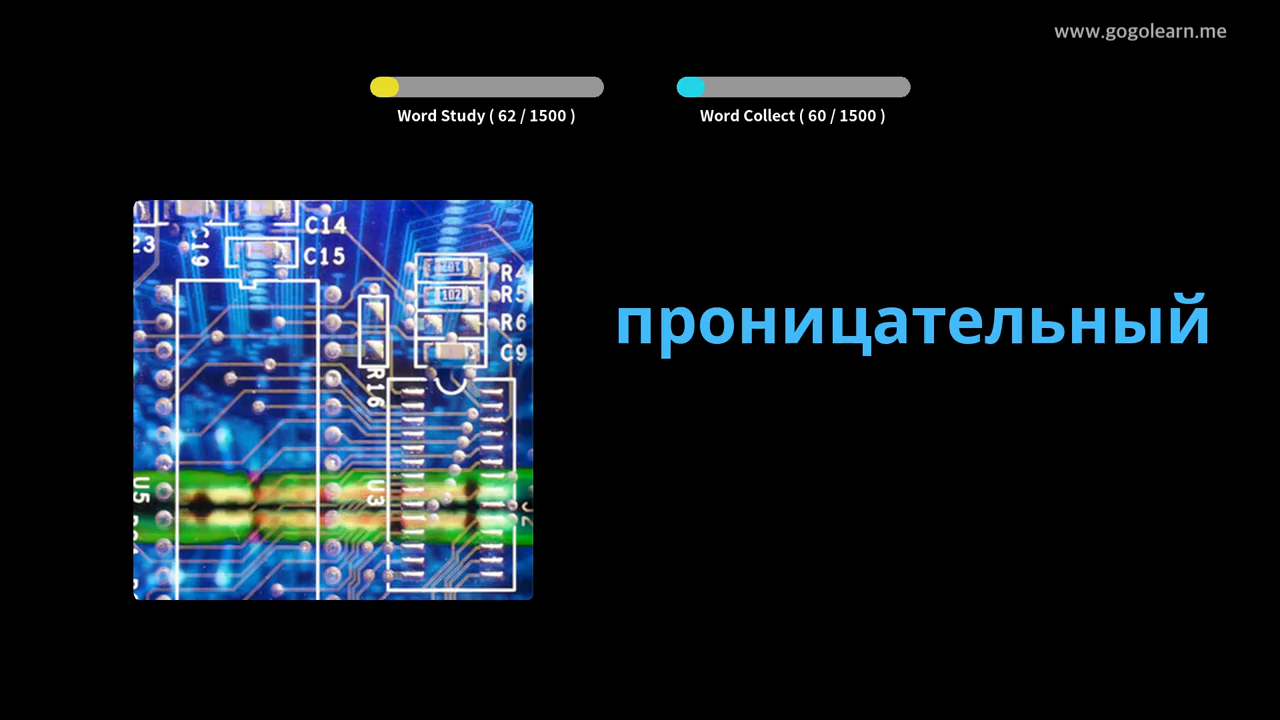 www.gogolearn.me
Word Study ( 62 / 1500 )
Word Collect ( 60 / 1500 )
C14
C19
23
C15
R4
R5
102
R6
C9
R16
U5
U3
проницательный